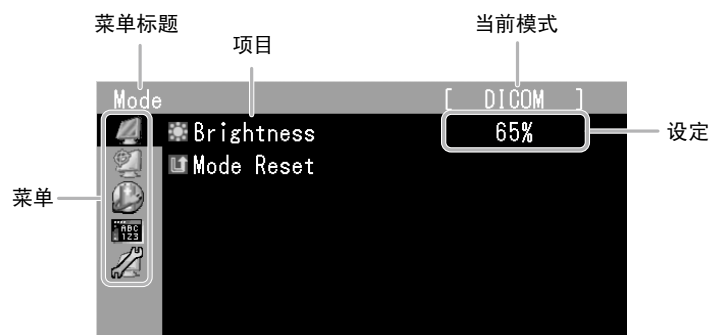 菜单标题
项目
当前模式
Mode [ DICOM ]
Brightness 65%
设定
Mode Reset
菜单
ABC
123